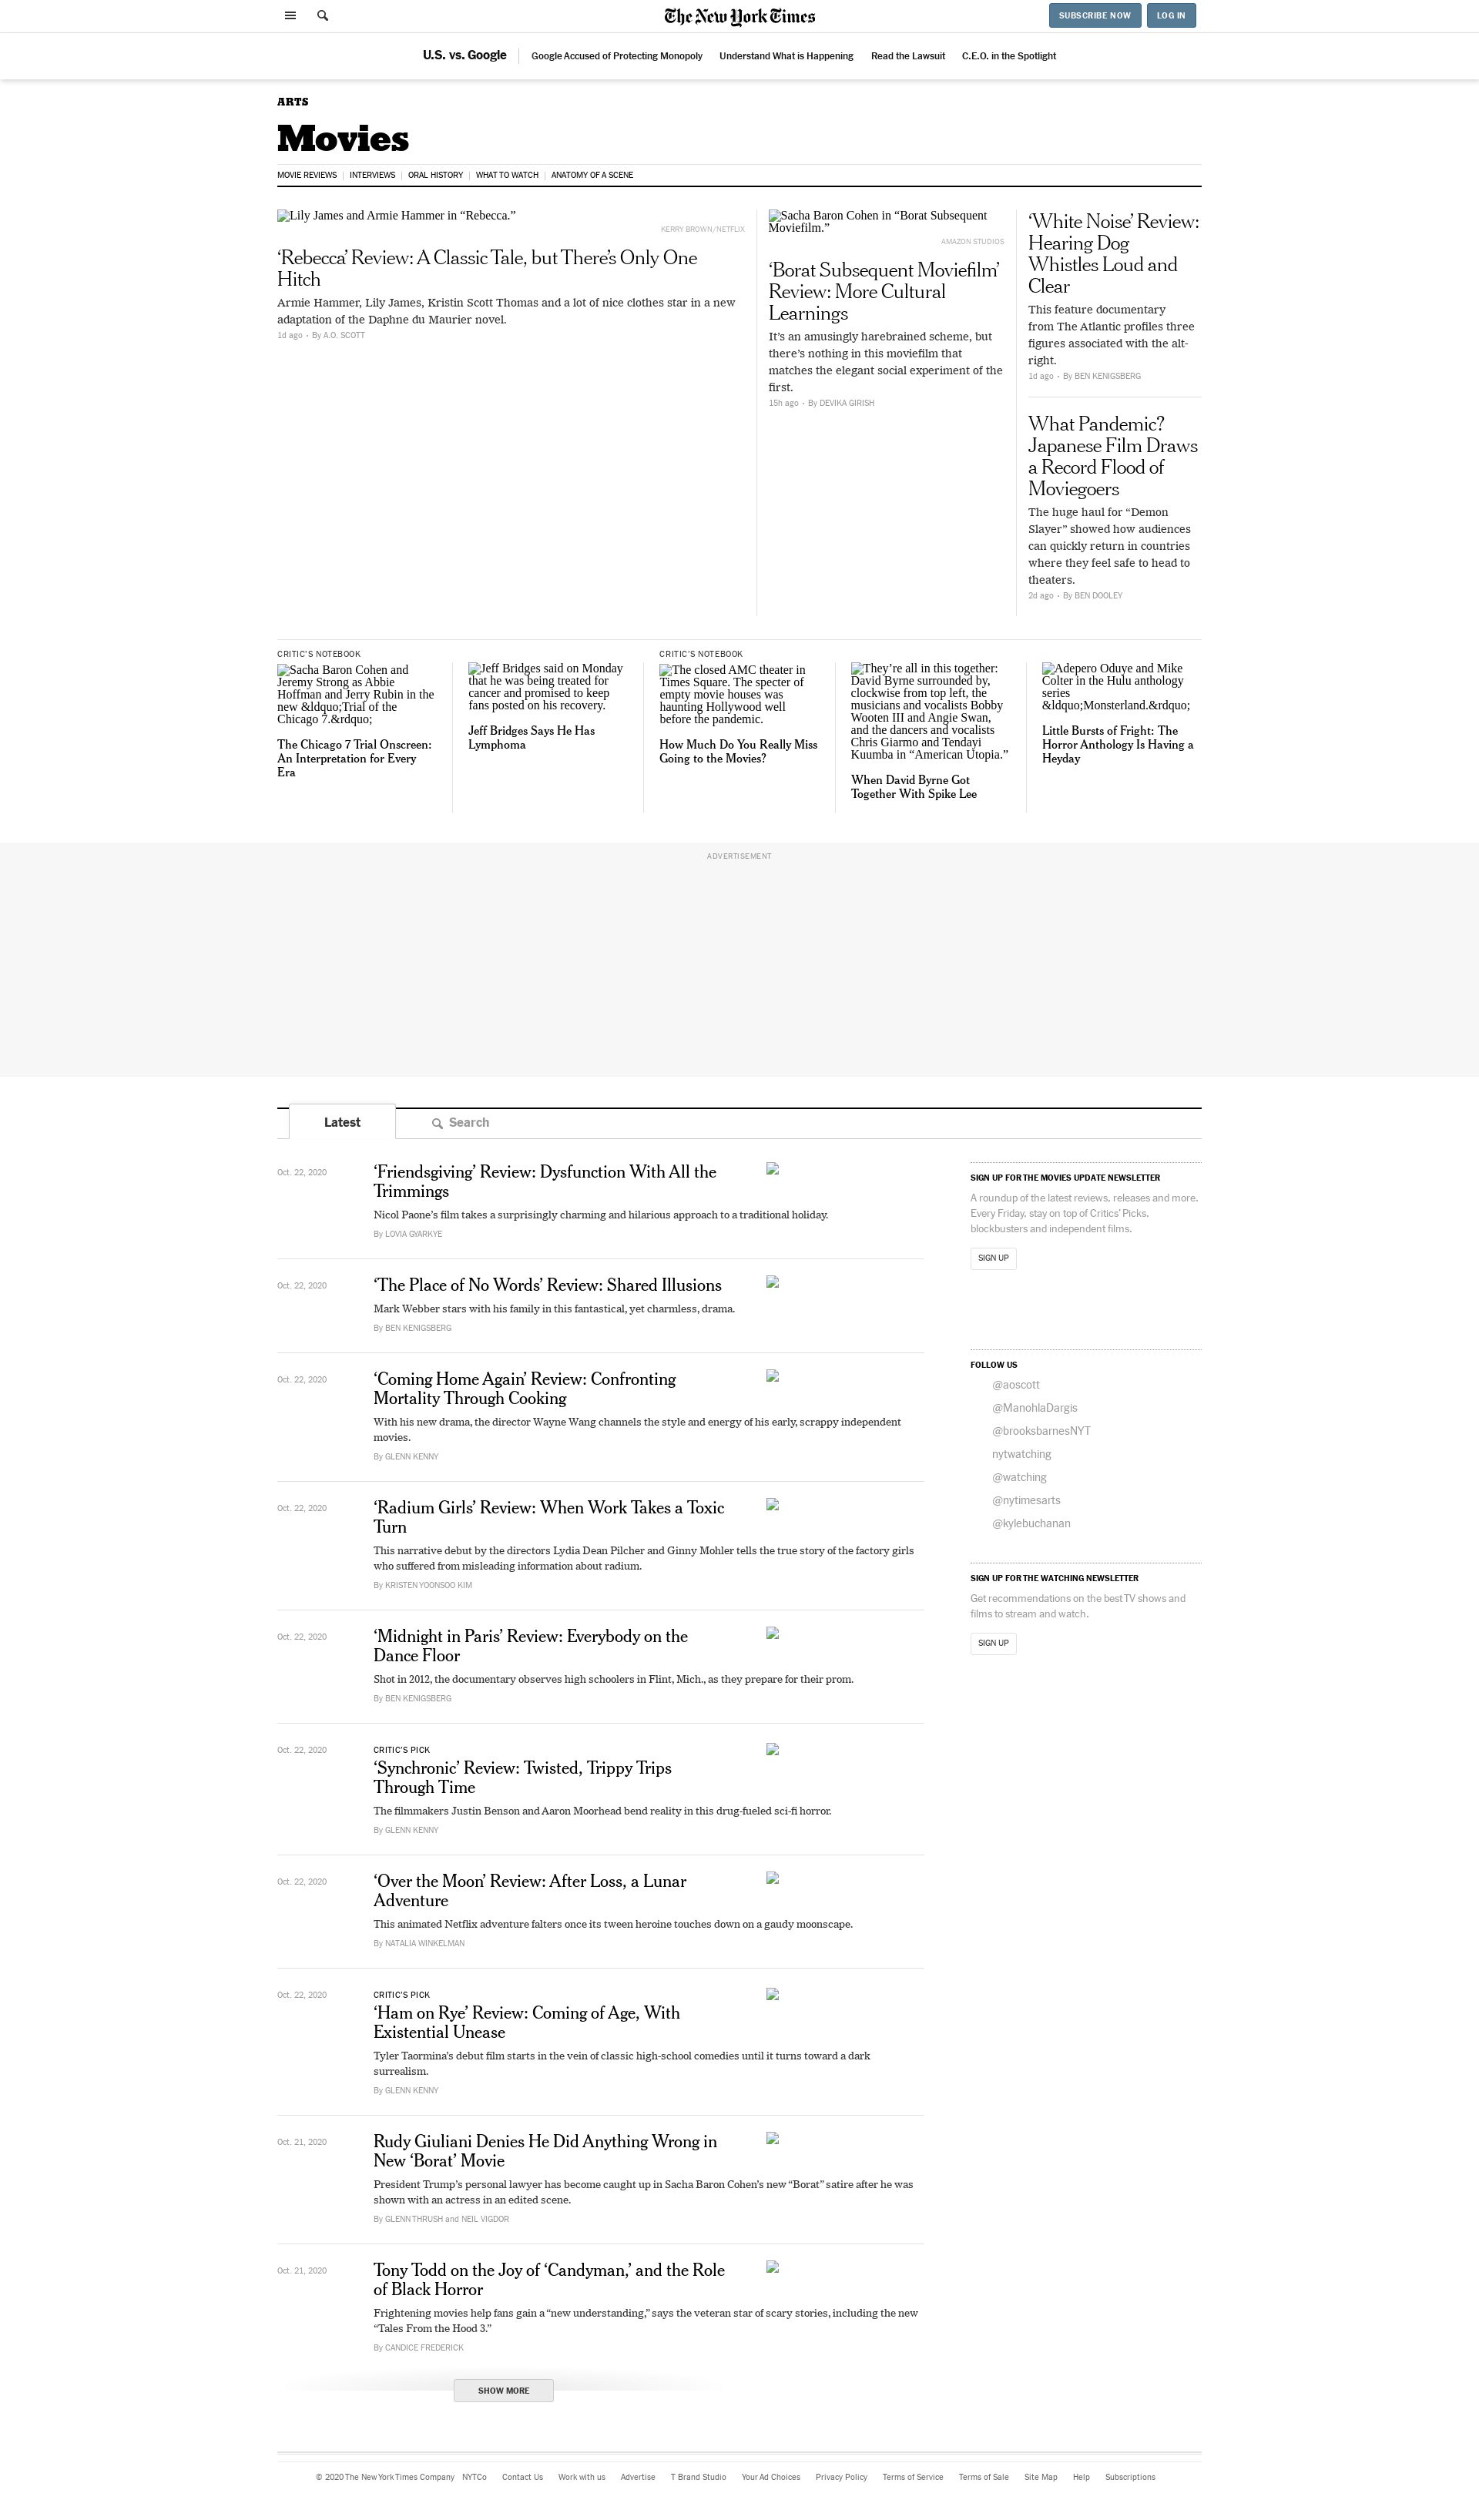 The New York Times
SUBSCRIBE NOW
LOG IN
U.S. vs. Google
Google Accused of Protecting Monopoly
Understand What is Happening
Read the Lawsuit
C.E.O. in the Spotlight
ARTS
Movies
MOVIE REVIEWS
INTERVIEWS
ORAL HISTORY
WHAT TO WATCH
ANATOMY OF A SCENE
Lily James and Armie Hammer in “Rebecca.”
KERRY BROWN/NETFLIX
‘Rebecca’ Review: A Classic Tale, but There’s Only One
Hitch
Armie Hammer, Lily James, Kristin Scott Thomas and a lot of nice clothes star in a new
adaptation of the Daphne du Maurier novel.
1d ago • By A.O. SCOTT
Sacha Baron Cohen in “Borat Subsequent
Moviefilm.”
AMAZON STUDIOS
‘Borat Subsequent Moviefilm’
Review: More Cultural
Learnings
It’s an amusingly harebrained scheme, but
there’s nothing in this moviefilm that
matches the elegant social experiment of the
first.
15h ago • By DEVIKA GIRISH
‘White Noise’ Review:
Hearing Dog
Whistles Loud and
Clear
This feature documentary
from The Atlantic profiles three
figures associated with the alt-
right.
1d ago • By BEN KENIGSBERG
What Pandemic?
Japanese Film Draws
a Record Flood of
Moviegoers
The huge haul for “Demon
Slayer” showed how audiences
can quickly return in countries
where they feel safe to head to
theaters.
2d ago • By BEN DOOLEY
CRITIC’S NOTEBOOK
Sacha Baron Cohen and
Jeremy Strong as Abbie
Hoffman and Jerry Rubin in the
new &ldquo;Trial of the
Chicago 7.&rdquo;
The Chicago 7 Trial Onscreen:
An Interpretation for Every
Era
Jeff Bridges said on Monday
that he was being treated for
cancer and promised to keep
fans posted on his recovery.
Jeff Bridges Says He Has
Lymphoma
CRITIC’S NOTEBOOK
The closed AMC theater in
Times Square. The specter of
empty movie houses was
haunting Hollywood well
before the pandemic.
How Much Do You Really Miss
Going to the Movies?
They’re all in this together:
David Byrne surrounded by,
clockwise from top left, the
musicians and vocalists Bobby
Wooten III and Angie Swan,
and the dancers and vocalists
Chris Giarmo and Tendayi
Kuumba in “American Utopia.”
When David Byrne Got
Together With Spike Lee
Adepero Oduye and Mike
Colter in the Hulu anthology
series
&ldquo;Monsterland.&rdquo;
Little Bursts of Fright: The
Horror Anthology Is Having a
Heyday
ADVERTISEMENT
Latest
Search
Oct. 22, 2020
‘Friendsgiving’ Review: Dysfunction With All the
Trimmings
Nicol Paone’s film takes a surprisingly charming and hilarious approach to a traditional holiday.
By LOVIA GYARKYE
Oct. 22, 2020
‘The Place of No Words’ Review: Shared Illusions
Mark Webber stars with his family in this fantastical, yet charmless, drama.
By BEN KENIGSBERG
Oct. 22, 2020
‘Coming Home Again’ Review: Confronting
Mortality Through Cooking
With his new drama, the director Wayne Wang channels the style and energy of his early, scrappy independent
movies.
By GLENN KENNY
Oct. 22, 2020
‘Radium Girls’ Review: When Work Takes a Toxic
Turn
This narrative debut by the directors Lydia Dean Pilcher and Ginny Mohler tells the true story of the factory girls
who suffered from misleading information about radium.
By KRISTEN YOONSOO KIM
Oct. 22, 2020
‘Midnight in Paris’ Review: Everybody on the
Dance Floor
Shot in 2012, the documentary observes high schoolers in Flint, Mich., as they prepare for their prom.
By BEN KENIGSBERG
Oct. 22, 2020
CRITIC’S PICK
‘Synchronic’ Review: Twisted, Trippy Trips
Through Time
The filmmakers Justin Benson and Aaron Moorhead bend reality in this drug-fueled sci-fi horror.
By GLENN KENNY
Oct. 22, 2020
‘Over the Moon’ Review: After Loss, a Lunar
Adventure
This animated Netflix adventure falters once its tween heroine touches down on a gaudy moonscape.
By NATALIA WINKELMAN
Oct. 22, 2020
CRITIC’S PICK
‘Ham on Rye’ Review: Coming of Age, With
Existential Unease
Tyler Taormina’s debut film starts in the vein of classic high-school comedies until it turns toward a dark
surrealism.
By GLENN KENNY
Oct. 21, 2020
Rudy Giuliani Denies He Did Anything Wrong in
New ‘Borat’ Movie
President Trump’s personal lawyer has become caught up in Sacha Baron Cohen’s new “Borat” satire after he was
shown with an actress in an edited scene.
By GLENN THRUSH and NEIL VIGDOR
Oct. 21, 2020
Tony Todd on the Joy of ‘Candyman,’ and the Role
of Black Horror
Frightening movies help fans gain a “new understanding,” says the veteran star of scary stories, including the new
“Tales From the Hood 3.”
By CANDICE FREDERICK
SHOW MORE
SIGN UP FOR THE MOVIES UPDATE NEWSLETTER
A roundup of the latest reviews, releases and more.
Every Friday, stay on top of Critics’ Picks,
blockbusters and independent films.
SIGN UP
FOLLOW US
@aoscott
@ManohlaDargis
@brooksbarnesNYT
nytwatching
@watching
@nytimesarts
@kylebuchanan
SIGN UP FOR THE WATCHING NEWSLETTER
Get recommendations on the best TV shows and
films to stream and watch.
SIGN UP
© 2020 The New York Times Company
NYTCo
Contact Us
Work with us
Advertise
T Brand Studio
Your Ad Choices
Privacy Policy
Terms of Service
Terms of Sale
Site Map
Help
Subscriptions